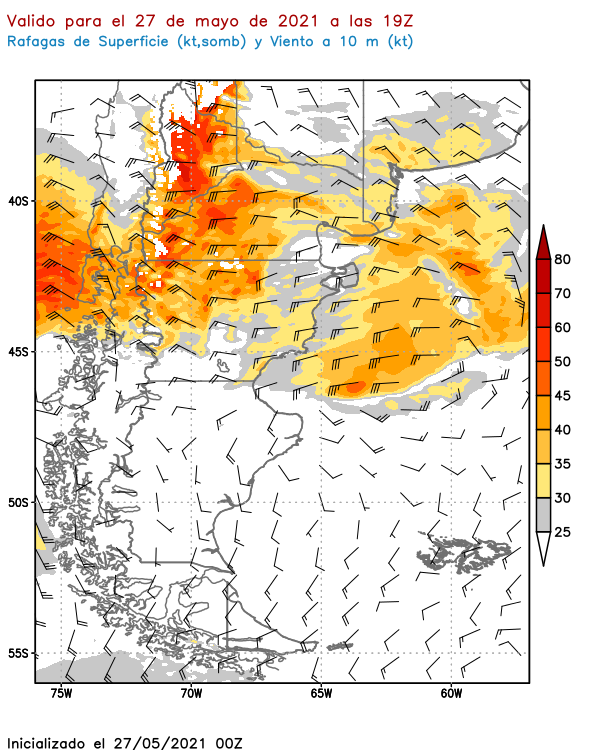 Valido para el 27 de mayo de 2021 a las 19Z
Rafagas de Superficie (kt,somb) y Viento a 10 m (kt)
40S
45S
50S
55S
75W 70W 65W 60W
80
70
60
50
45
40
35
30
25
Inicializado el 27/05/2021 00Z